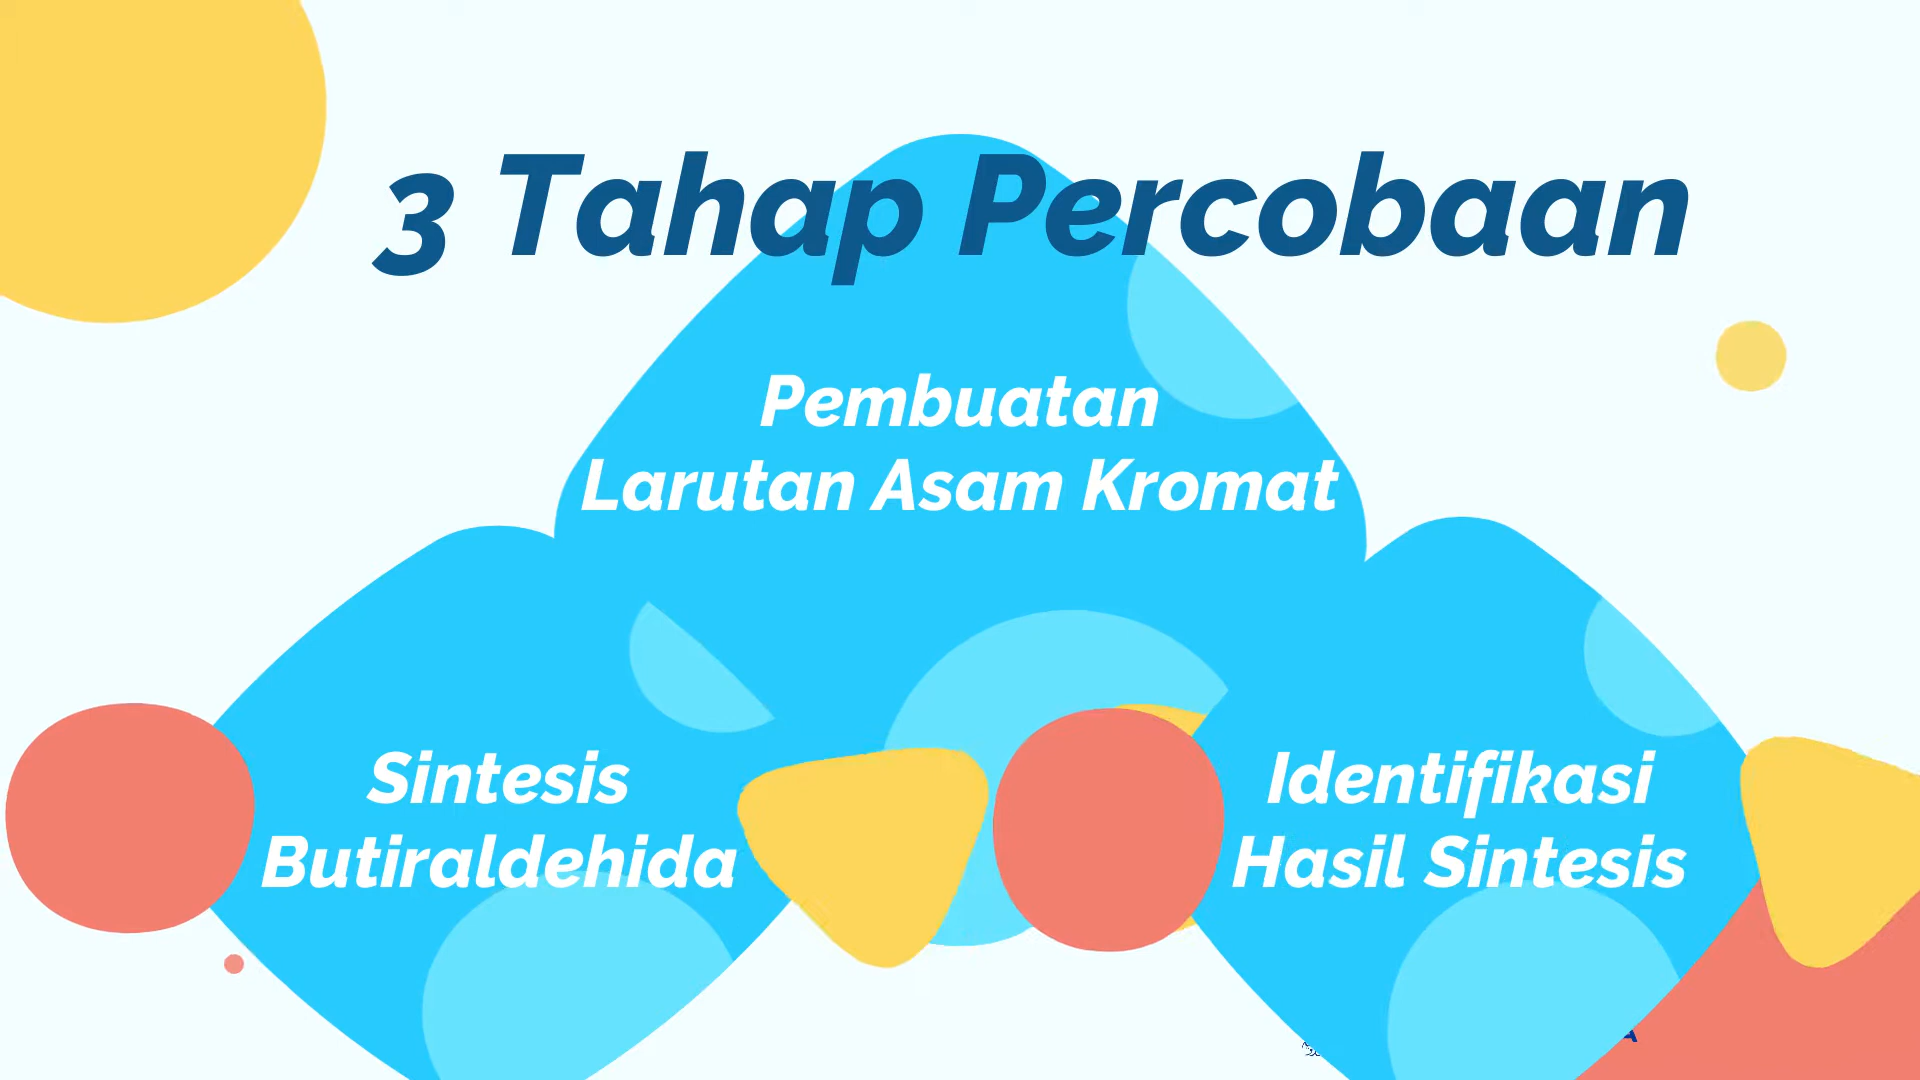 3 Tahap Percobaan
Pembuatan
Larutan Asam Kromat
Sintesis
Butiraldehida
Identifikasi
Hasil Sintesis